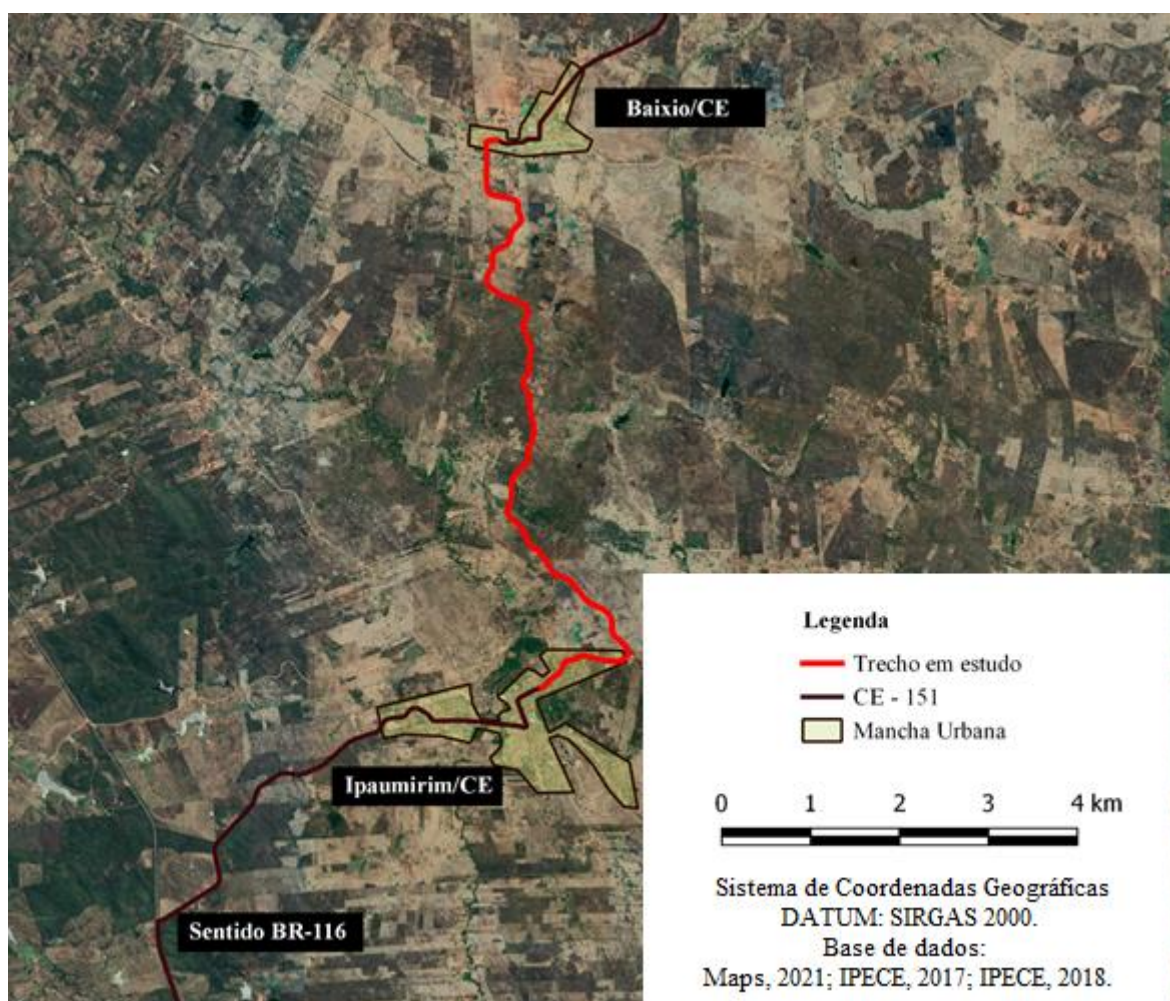 Baixio/CE
Legenda
Trecho em estudo
CE - 151
Mancha Urbana
Ipaumirim/CE
0 1 2 3 4 km
Sistema de Coordenadas Geográficas
DATUM: SIRGAS 2000.
Sentido BR-116
Base de dados:
Maps, 2021; IPECE, 2017; IPECE, 2018.